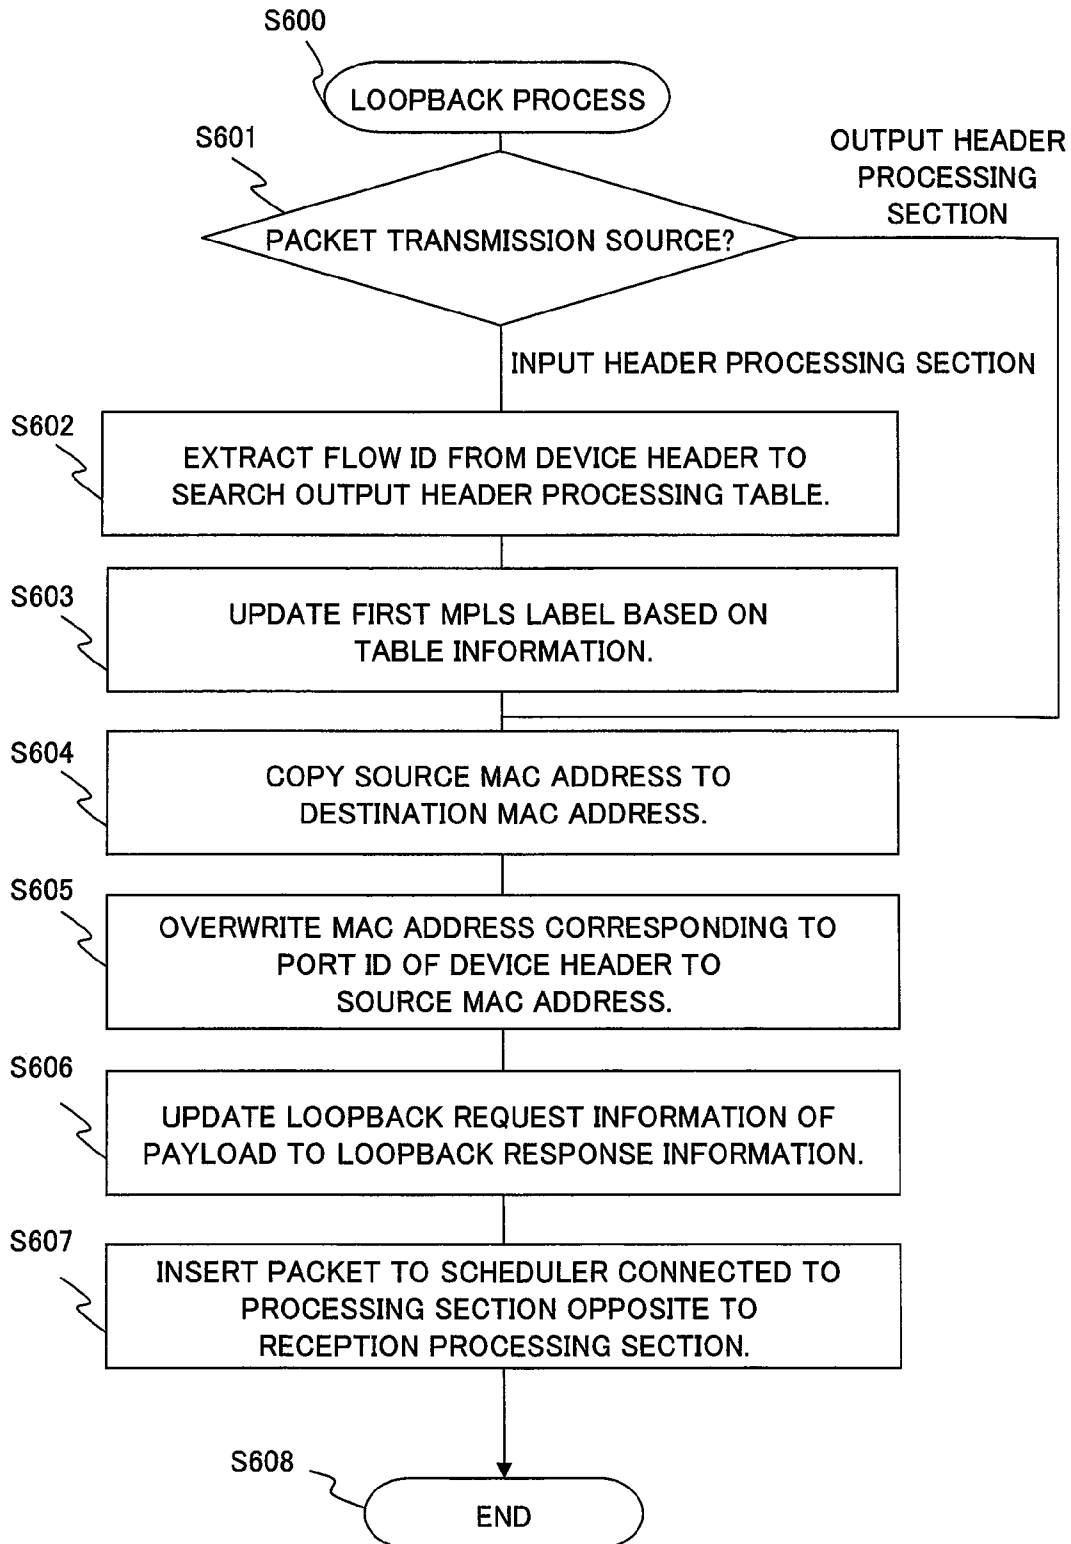 S600
LOOPBACK PROCESS
S601
PACKET TRANSMISSION SOURCE?
OUTPUT HEADER
PROCESSING
SECTION
INPUT HEADER PROCESSING SECTION
S602
EXTRACT FLOW ID FROM DEVICE HEADER TO
SEARCH OUTPUT HEADER PROCESSING TABLE.
S603
UPDATE FIRST MPLS LABEL BASED ON
TABLE INFORMATION.
S604
COPY SOURCE MAC ADDRESS TO
DESTINATION MAC ADDRESS.
S605
OVERWRITE MAC ADDRESS CORRESPONDING TO
PORT ID OF DEVICE HEADER TO
SOURCE MAC ADDRESS.
S606
UPDATE LOOPBACK REQUEST INFORMATION OF
PAYLOAD TO LOOPBACK RESPONSE INFORMATION.
S607
INSERT PACKET TO SCHEDULER CONNECTED TO
PROCESSING SECTION OPPOSITE TO
RECEPTION PROCESSING SECTION.
S608
END